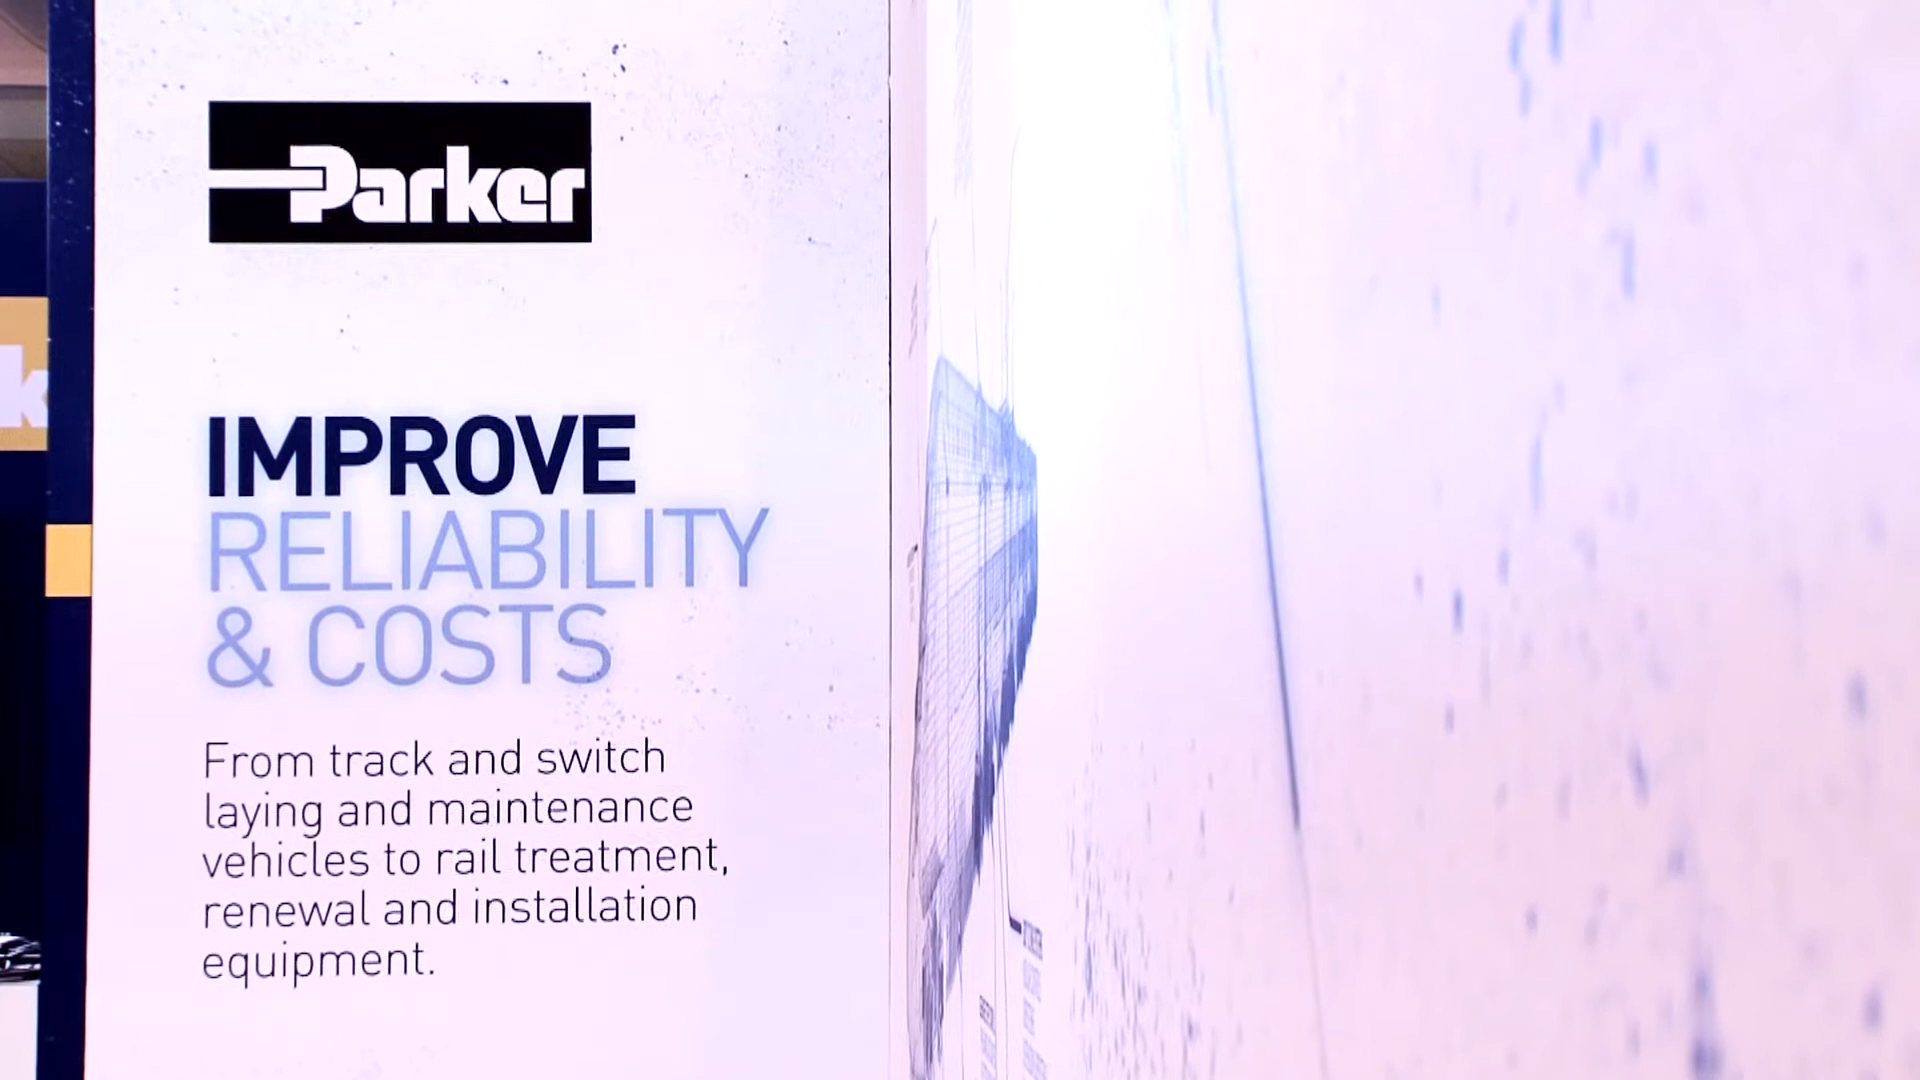 Parker
IMPROVE
RELIABILITY
& COSTS
From track and switch
laying and maintenance
vehicles to rail treatment,
renewal and installation
equipment.
k